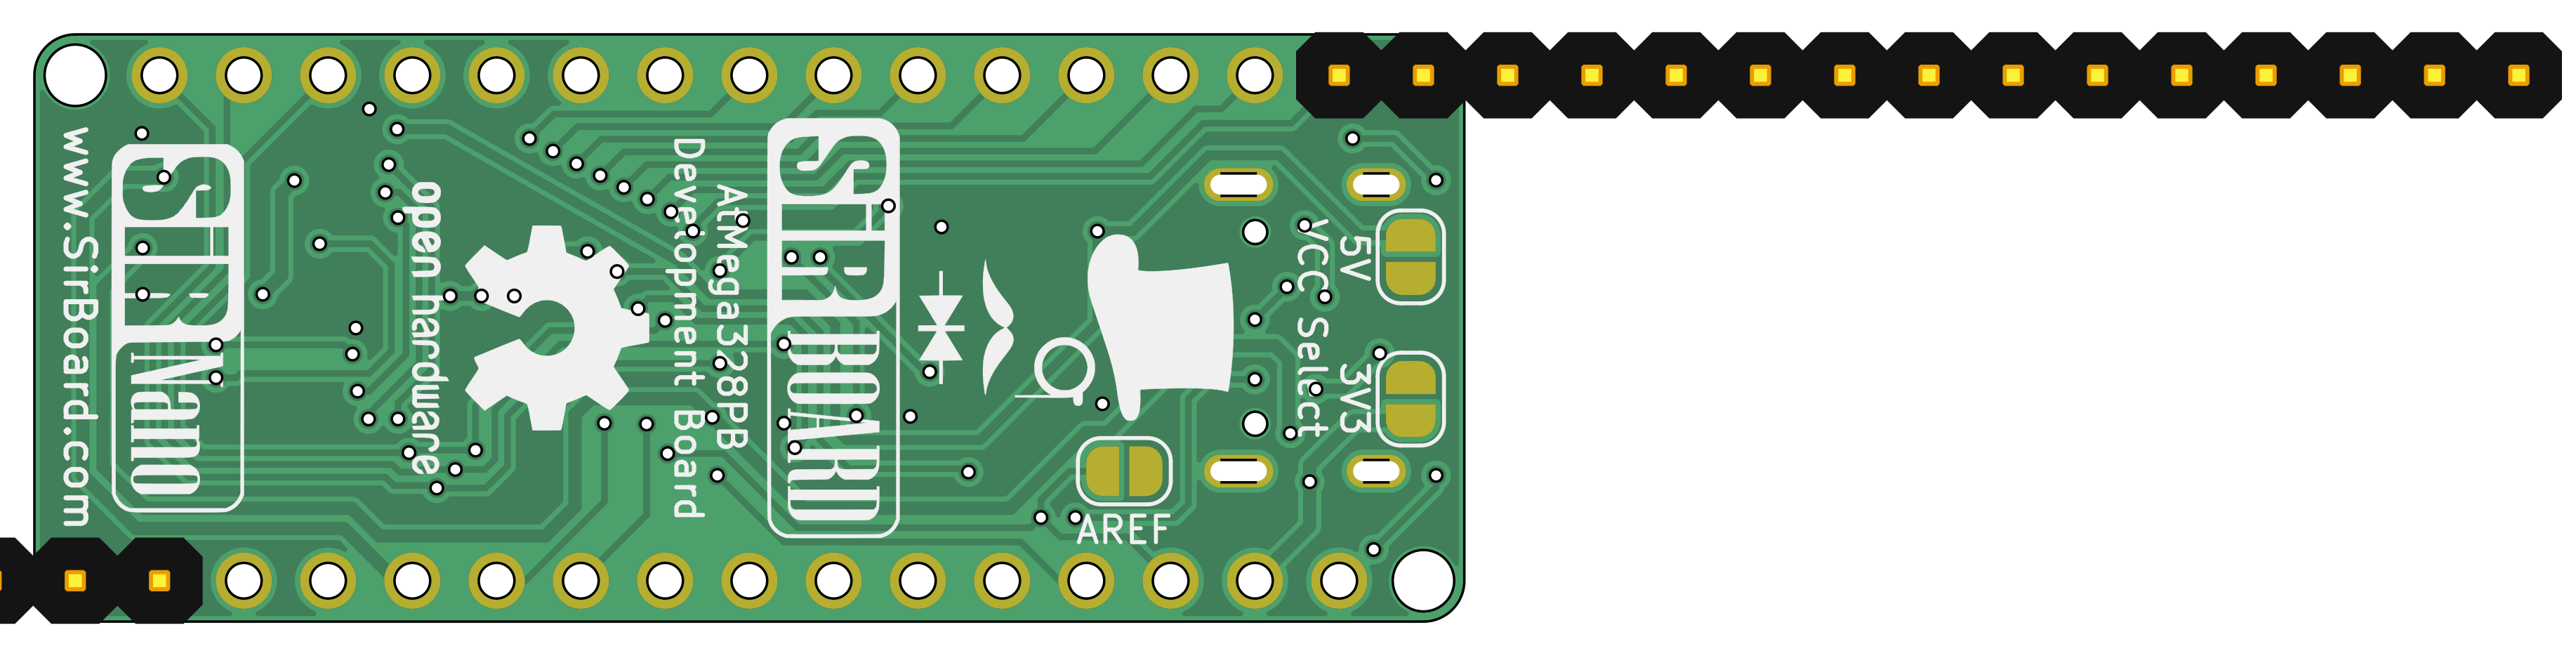 www.SirBoard.com
SIR Nano
open hardware
Development Board
AtMega328PB
SIR BOARD
VCC Select
5V
3V3
AREF